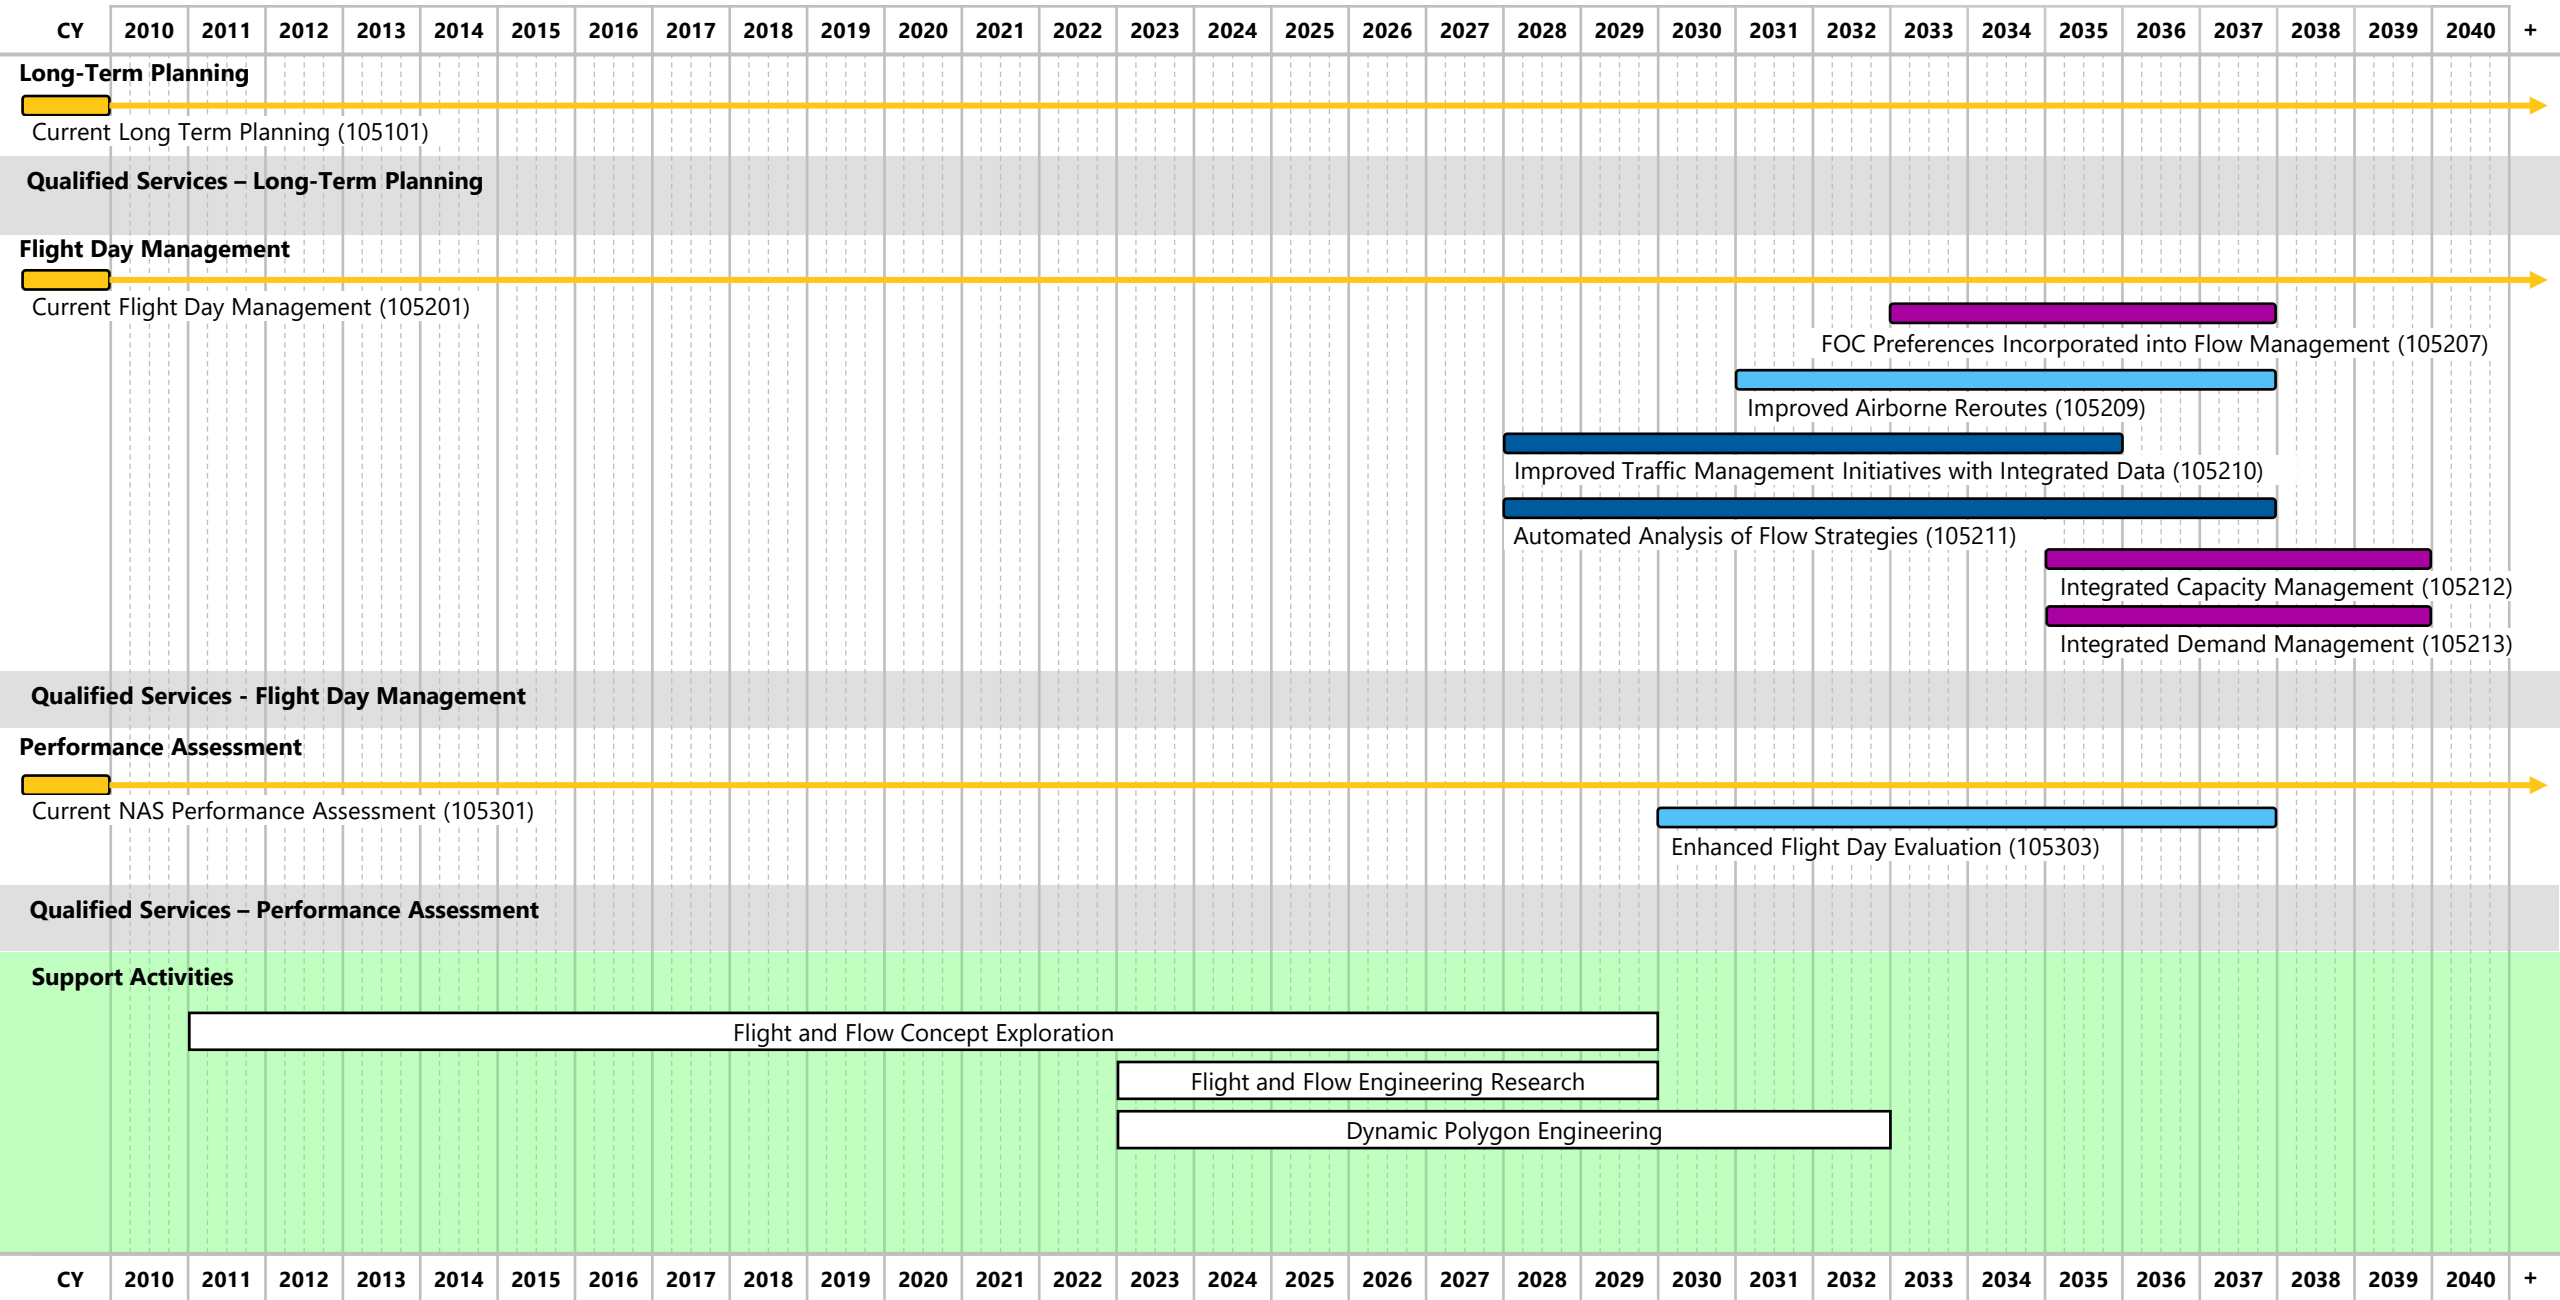 CY 2010 2011 2012 2013 2014 2015 2016 2017 2018 2019 2020 2021 2022 2023 2024 2025 2026 2027 2028 2029 2030 2031 2032 2033 2034 2035 2036 2037 2038 2039 2040 +
Long-Term Planning
Current Long Term Planning (105101)
Qualified Services – Long-Term Planning
Flight Day Management
Current Flight Day Management (105201)
FOC Preferences Incorporated into Flow Management (105207)
Improved Airborne Reroutes (105209)
Improved Traffic Management Initiatives with Integrated Data (105210)
Automated Analysis of Flow Strategies (105211)
Integrated Capacity Management (105212)
Integrated Demand Management (105213)
Qualified Services - Flight Day Management
Performance Assessment
Current NAS Performance Assessment (105301)
Enhanced Flight Day Evaluation (105303)
Qualified Services – Performance Assessment
Support Activities
Flight and Flow Concept Exploration
Flight and Flow Engineering Research
Dynamic Polygon Engineering
CY 2010 2011 2012 2013 2014 2015 2016 2017 2018 2019 2020 2021 2022 2023 2024 2025 2026 2027 2028 2029 2030 2031 2032 2033 2034 2035 2036 2037 2038 2039 2040 +